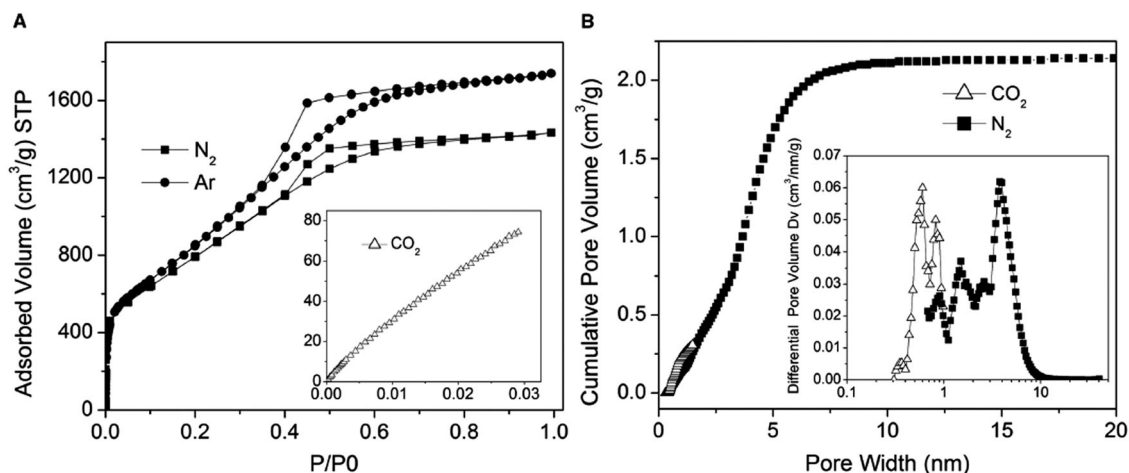 A
Adsorbed Volume (cm³/g) STP
1600
1200
800
400
0
N₂
Ar
80
60
40
20
0
CO₂
0.00 0.01 0.02 0.03
0.0 0.2 0.4 0.6 0.8 1.0
P/P0
B
Cumulative Pore Volume (cm³/g)
2.0
1.5
1.0
0.5
0.0
CO₂
N₂
Differential Pore Volume Dv (cm³/nm/g)
0.07
0.06
0.05
0.04
0.03
0.02
0.01
0.00
0.1 1 10
0 5 10 15 20
Pore Width (nm)